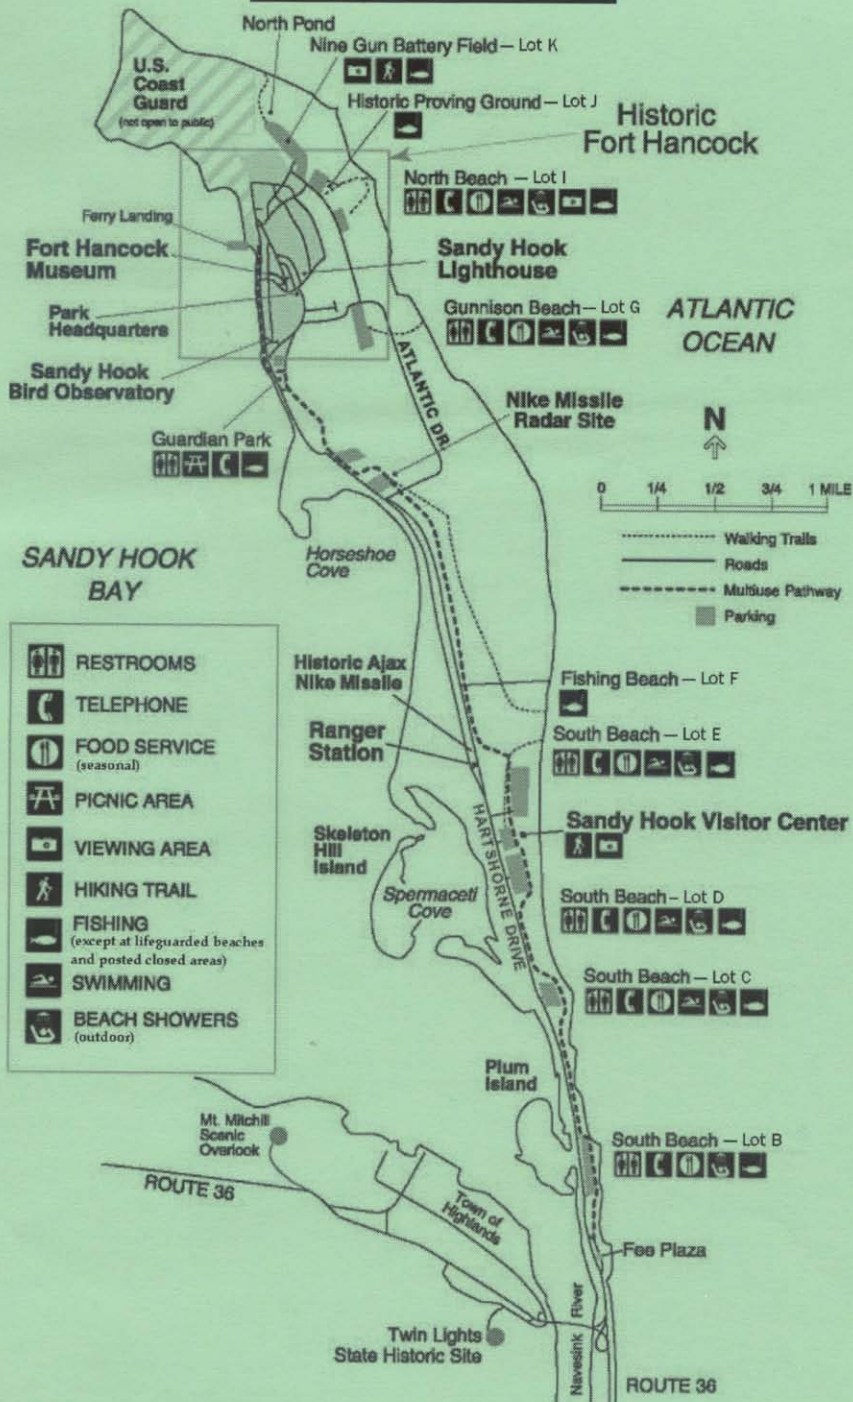 North Pond
Nine Gun Battery Field — Lot K
U.S.
Coast
Guard
(not open to public)
Historic Proving Ground — Lot J
Historic
Fort Hancock
North Beach — Lot I
Ferry Landing
Fort Hancock
Museum
Sandy Hook
Lighthouse
Park
Headquarters
Gunnison Beach — Lot G
ATLANTIC
OCEAN
Sandy Hook
Bird Observatory
ATLANTIC DR.
Nike Missile
Radar Site
N
Guardian Park
0 1/4 1/2 3/4 1 MILE
Walking Trails
Roads
Multiuse Pathway
Parking
SANDY HOOK
BAY
Horseshoe
Cove
RESTROOMS
TELEPHONE
FOOD SERVICE
(seasonal)
PICNIC AREA
VIEWING AREA
HIKING TRAIL
FISHING
(except at lifeguarded beaches
and posted closed areas)
SWIMMING
BEACH SHOWERS
(outdoor)
Historic Ajax
Nike Missile
Fishing Beach — Lot F
Ranger
Station
South Beach — Lot E
HARTSHORNE DRIVE
Sandy Hook Visitor Center
Skeleton
Hill
Island
Spermaceti
Cove
South Beach — Lot D
South Beach — Lot C
Plum
Island
Mt. Mitchill
Scenic
Overlook
South Beach — Lot B
ROUTE 36
Town of
Highlands
Fee Plaza
Twin Lights
State Historic Site
Navesink River
ROUTE 36